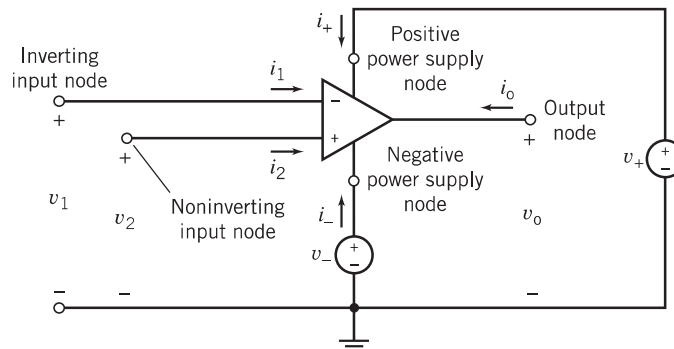 i+
Positive
power supply
node
Inverting
input node
i1
io
Output
node
−
+
+
+
+
i2
Negative
power supply
node
v+
+
−
v1
v2
Noninverting
input node
i−
vo
v−
+
−
−
−
−